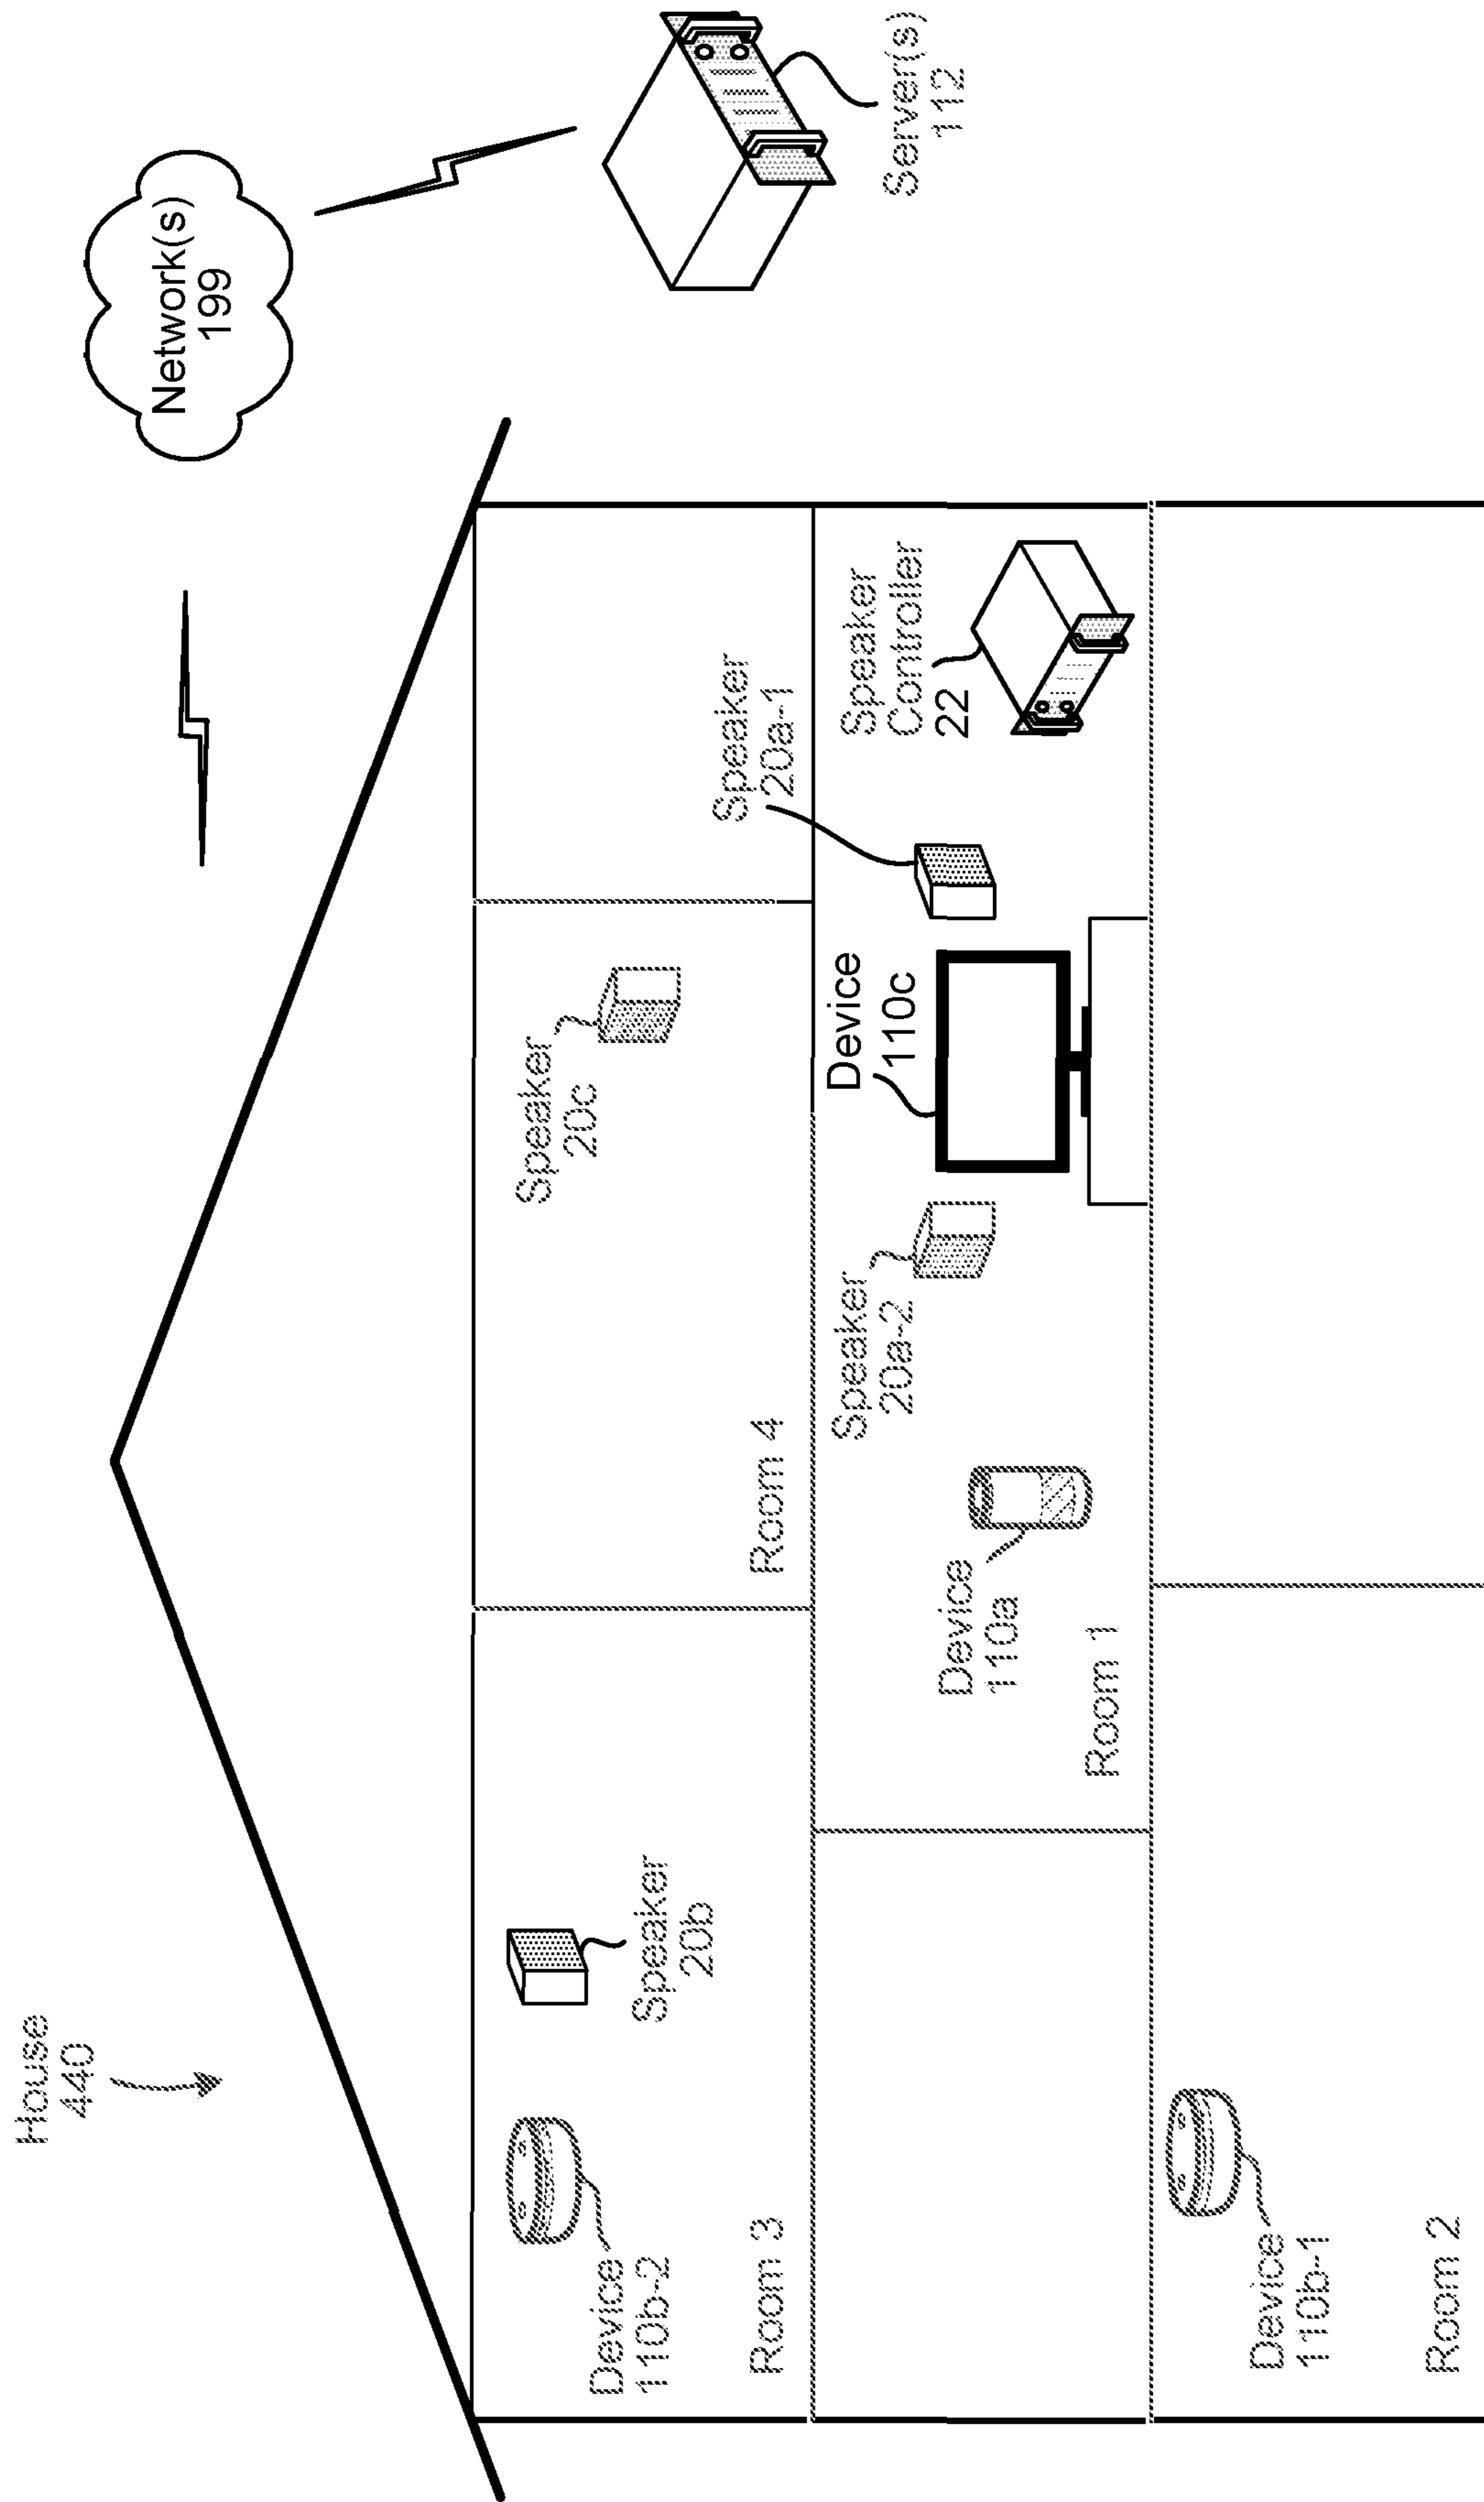 House
440
Network(s)
199
Server(s)
112
Device
110b-2
Speaker
20b
Room 3
Speaker
20c
Room 4
Speaker
20a-1
Speaker
Controller
22
Device
110c
Speaker
20a-2
Device
110a
Room 1
Device
110b-1
Room 2